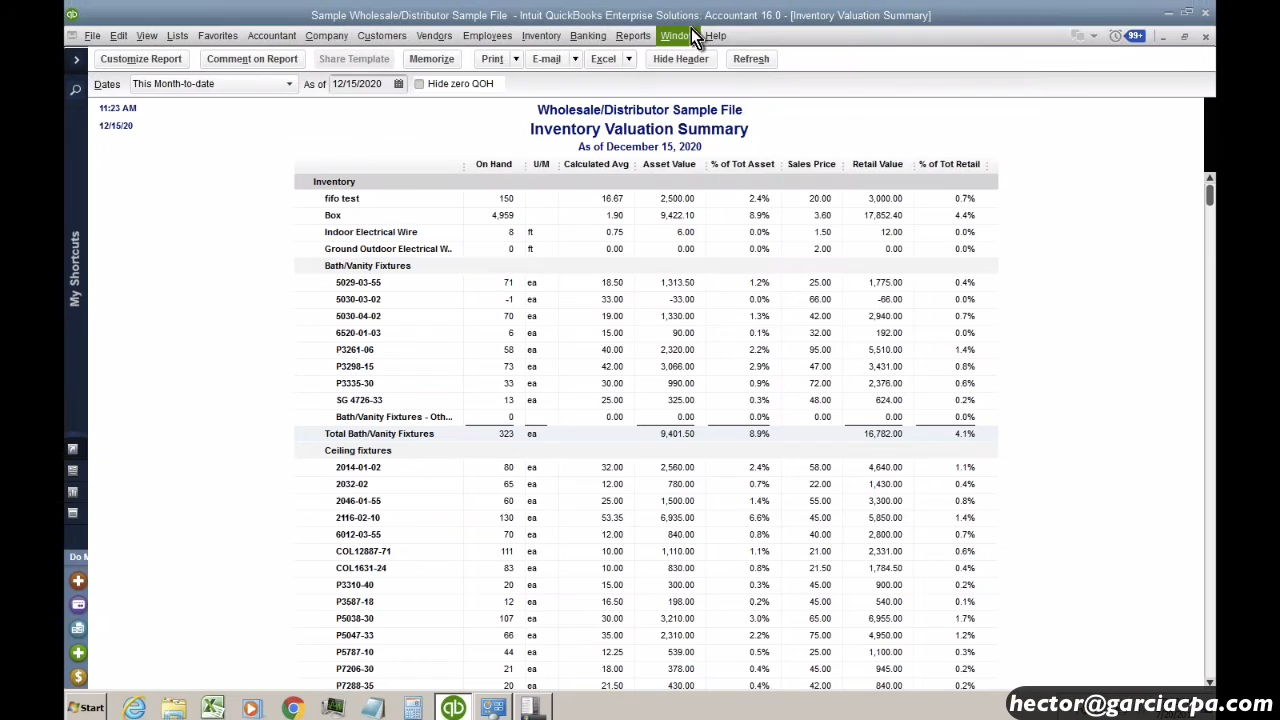 Sample Wholesale/Distributor Sample File - Intuit QuickBooks Enterprise Solutions: Accountant 16.0 - [Inventory Valuation Summary]
File Edit View Lists Favorites Accountant Company Customers Vendors Employees Inventory Banking Reports Window Help 99+
Customize Report Comment on Report Share Template Memorize Print E-mail Excel Hide Header Refresh
Dates This Month-to-date As of 12/15/2020 Hide zero QOH
11:23 AM
12/15/20
Wholesale/Distributor Sample File
Inventory Valuation Summary
As of December 15, 2020
On Hand U/M Calculated Avg Asset Value % of Tot Asset Sales Price Retail Value % of Tot Retail
Inventory
fifo test 150 16.67 2,500.00 2.4% 20.00 3,000.00 0.7%
Box 4,959 1.90 9,422.10 8.9% 3.60 17,852.40 4.4%
Indoor Electrical Wire 8 ft 0.75 6.00 0.0% 1.50 12.00 0.0%
Ground Outdoor Electrical W.. 0 ft 0.00 0.00 0.0% 2.00 0.00 0.0%
Bath/Vanity Fixtures
5029-03-55 71 ea 18.50 1,313.50 1.2% 25.00 1,775.00 0.4%
5030-03-02 -1 ea 33.00 -33.00 0.0% 66.00 -66.00 0.0%
5030-04-02 70 ea 19.00 1,330.00 1.3% 42.00 2,940.00 0.7%
6520-01-03 6 ea 15.00 90.00 0.1% 32.00 192.00 0.0%
P3261-06 58 ea 40.00 2,320.00 2.2% 95.00 5,510.00 1.4%
P3298-15 73 ea 42.00 3,066.00 2.9% 47.00 3,431.00 0.8%
P3335-30 33 ea 30.00 990.00 0.9% 72.00 2,376.00 0.6%
SG 4726-33 13 ea 25.00 325.00 0.3% 48.00 624.00 0.2%
Bath/Vanity Fixtures - Oth... 0 0.00 0.00 0.0% 0.00 0.00 0.0%
Total Bath/Vanity Fixtures 323 ea 9,401.50 8.9% 16,782.00 4.1%
Ceiling fixtures
2014-01-02 80 ea 32.00 2,560.00 2.4% 58.00 4,640.00 1.1%
2032-02 65 ea 12.00 780.00 0.7% 22.00 1,430.00 0.4%
2046-01-55 60 ea 25.00 1,500.00 1.4% 55.00 3,300.00 0.8%
2116-02-10 130 ea 53.35 6,935.00 6.6% 45.00 5,850.00 1.4%
6012-03-55 70 ea 12.00 840.00 0.8% 40.00 2,800.00 0.7%
COL12887-71 111 ea 10.00 1,110.00 1.1% 21.00 2,331.00 0.6%
COL1631-24 83 ea 10.00 830.00 0.8% 21.50 1,784.50 0.4%
P3310-40 20 ea 15.00 300.00 0.3% 45.00 900.00 0.2%
P3587-18 12 ea 16.50 198.00 0.2% 45.00 540.00 0.1%
P5038-30 107 ea 30.00 3,210.00 3.0% 65.00 6,955.00 1.7%
P5047-33 66 ea 35.00 2,310.00 2.2% 75.00 4,950.00 1.2%
P5787-10 44 ea 12.25 539.00 0.5% 25.00 1,100.00 0.3%
P7206-30 21 ea 18.00 378.00 0.4% 45.00 945.00 0.2%
P7288-35 20 ea 21.50 430.00 0.4% 42.00 840.00 0.2%
My Shortcuts
Do M
Start
hector@garciacpa.com